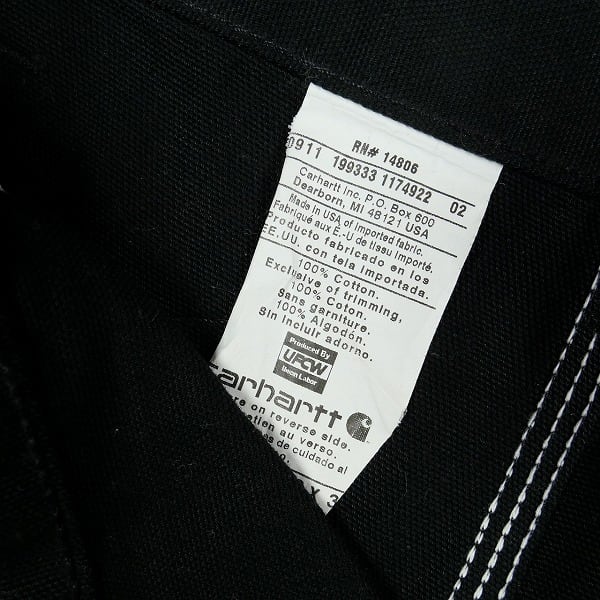 RN# 14806
0911 199333 1174922 02
Carhartt Inc. P.O. Box 600
Dearborn, MI 48121 USA
Made in USA of imported fabric.
Fabriqué aux É.-U de tissu importé.
Producto fabricado en los
EE.UU. con tela importada.
100% Cotton.
Exclusive of trimming,
100% Coton.
Sans garniture.
100% Algodón.
Sin incluir adorno.
Produced By
UFCW
Union Labor
carhartt
on reverse side.
au verso.
de cuidado al
X 3